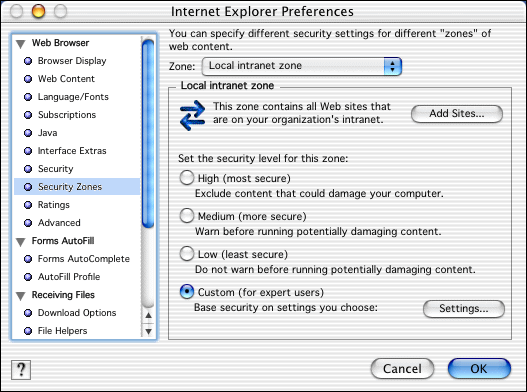 Internet Explorer Preferences
Web Browser
Browser Display
Web Content
Language/Fonts
Subscriptions
Java
Interface Extras
Security
Security Zones
Ratings
Advanced
Forms AutoFill
Forms AutoComplete
AutoFill Profile
Receiving Files
Download Options
File Helpers
You can specify different security settings for different "zones" of
web content.
Zone: Local intranet zone
Local intranet zone
This zone contains all Web sites that
are on your organization's intranet.
Add Sites...
Set the security level for this zone:
High (most secure)
Exclude content that could damage your computer.
Medium (more secure)
Warn before running potentially damaging content.
Low (least secure)
Do not warn before running potentially damaging content.
Custom (for expert users)
Base security on settings you choose:
Settings...
?
Cancel
OK